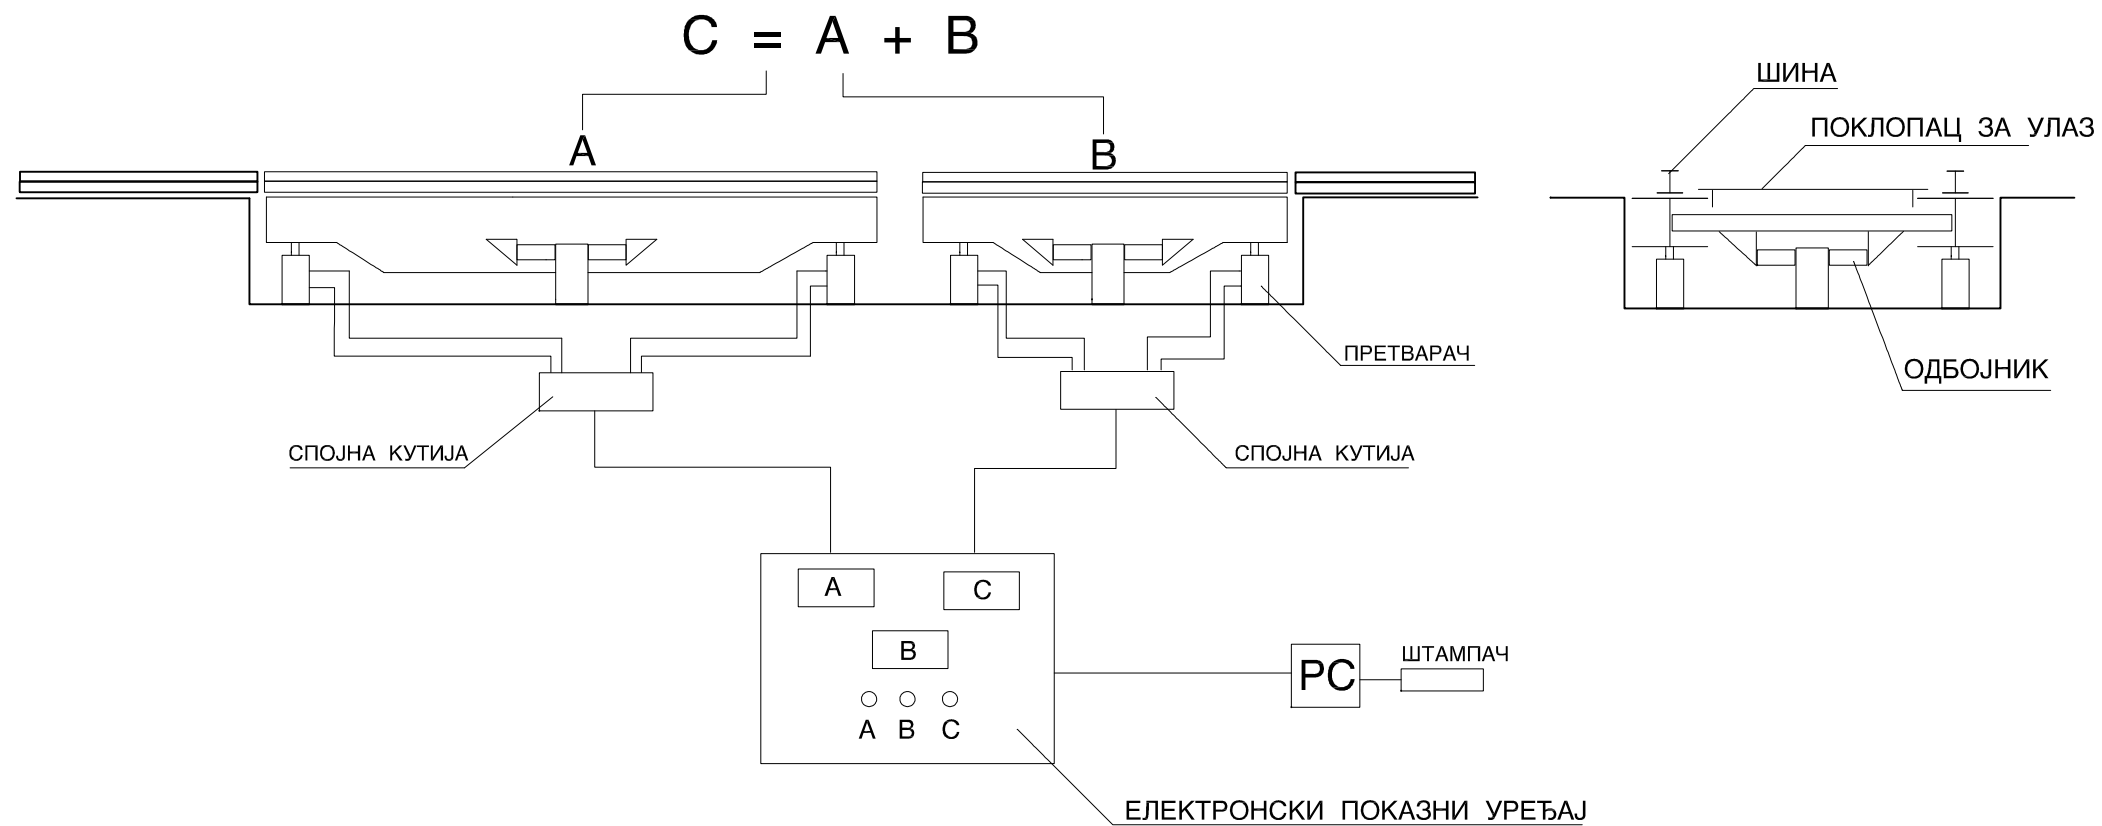 C = A + B
ШИНА
ПОКЛОПАЦ ЗА УЛАЗ
A
B
ПРЕТВАРАЧ
ОДБОЈНИК
СПОЈНА КУТИЈА
СПОЈНА КУТИЈА
A
C
B
A B C
PC
ШТАМПАЧ
ЕЛЕКТРОНСКИ ПОКАЗНИ УРЕЂАЈ